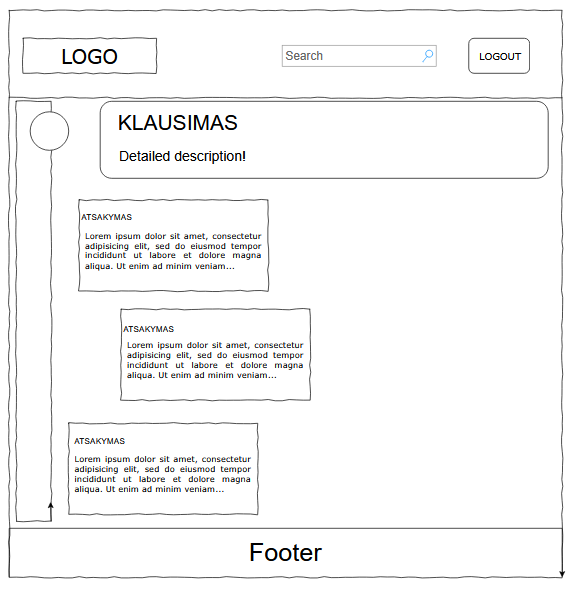 LOGO
Search
LOGOUT
KLAUSIMAS
Detailed description!
ATSAKYMAS
Lorem ipsum dolor sit amet, consectetur
adipisicing elit, sed do eiusmod tempor
incididunt ut labore et dolore magna
aliqua. Ut enim ad minim veniam...
ATSAKYMAS
Lorem ipsum dolor sit amet, consectetur
adipisicing elit, sed do eiusmod tempor
incididunt ut labore et dolore magna
aliqua. Ut enim ad minim veniam...
ATSAKYMAS
Lorem ipsum dolor sit amet, consectetur
adipisicing elit, sed do eiusmod tempor
incididunt ut labore et dolore magna
aliqua. Ut enim ad minim veniam...
Footer